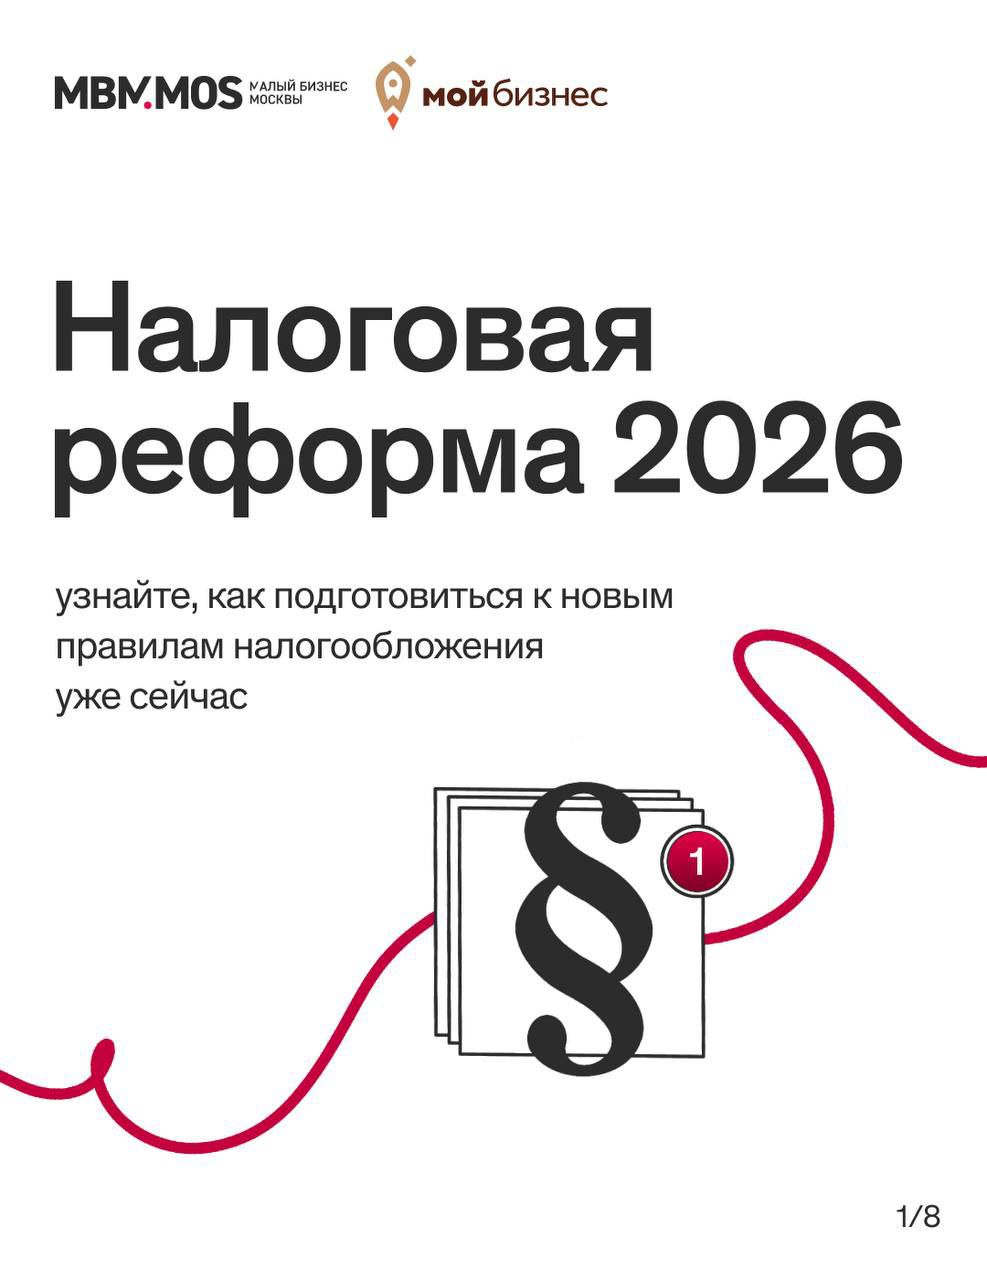 MBM.MOS
МАЛЫЙ БИЗНЕС
МОСКВЫ
мой бизнес
Налоговая
реформа 2026
узнайте, как подготовиться к новым
правилам налогообложения
уже сейчас
§
1
1/8